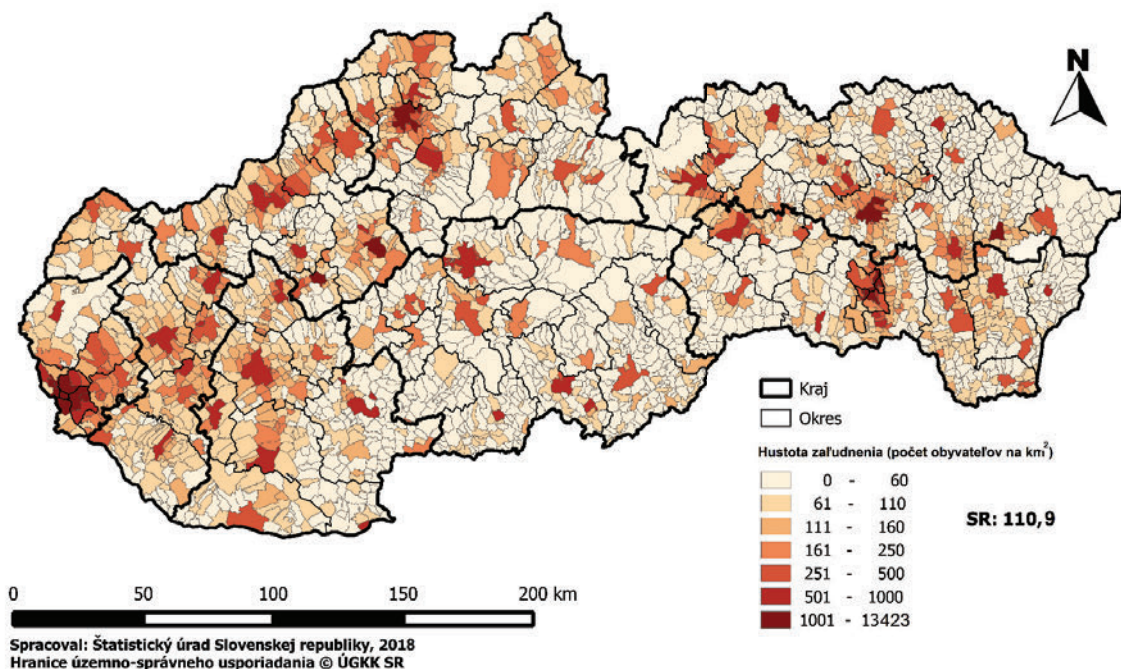 N
Kraj
Okres
Hustota zaľudnenia (počet obyvateľov na km²)
0 - 60
61 - 110
111 - 160
161 - 250
251 - 500
501 - 1000
1001 - 13423
SR: 110,9
0 50 100 150 200 km
Spracoval: Štatistický úrad Slovenskej republiky, 2018
Hranice územno-správneho usporiadania © ÚGKK SR